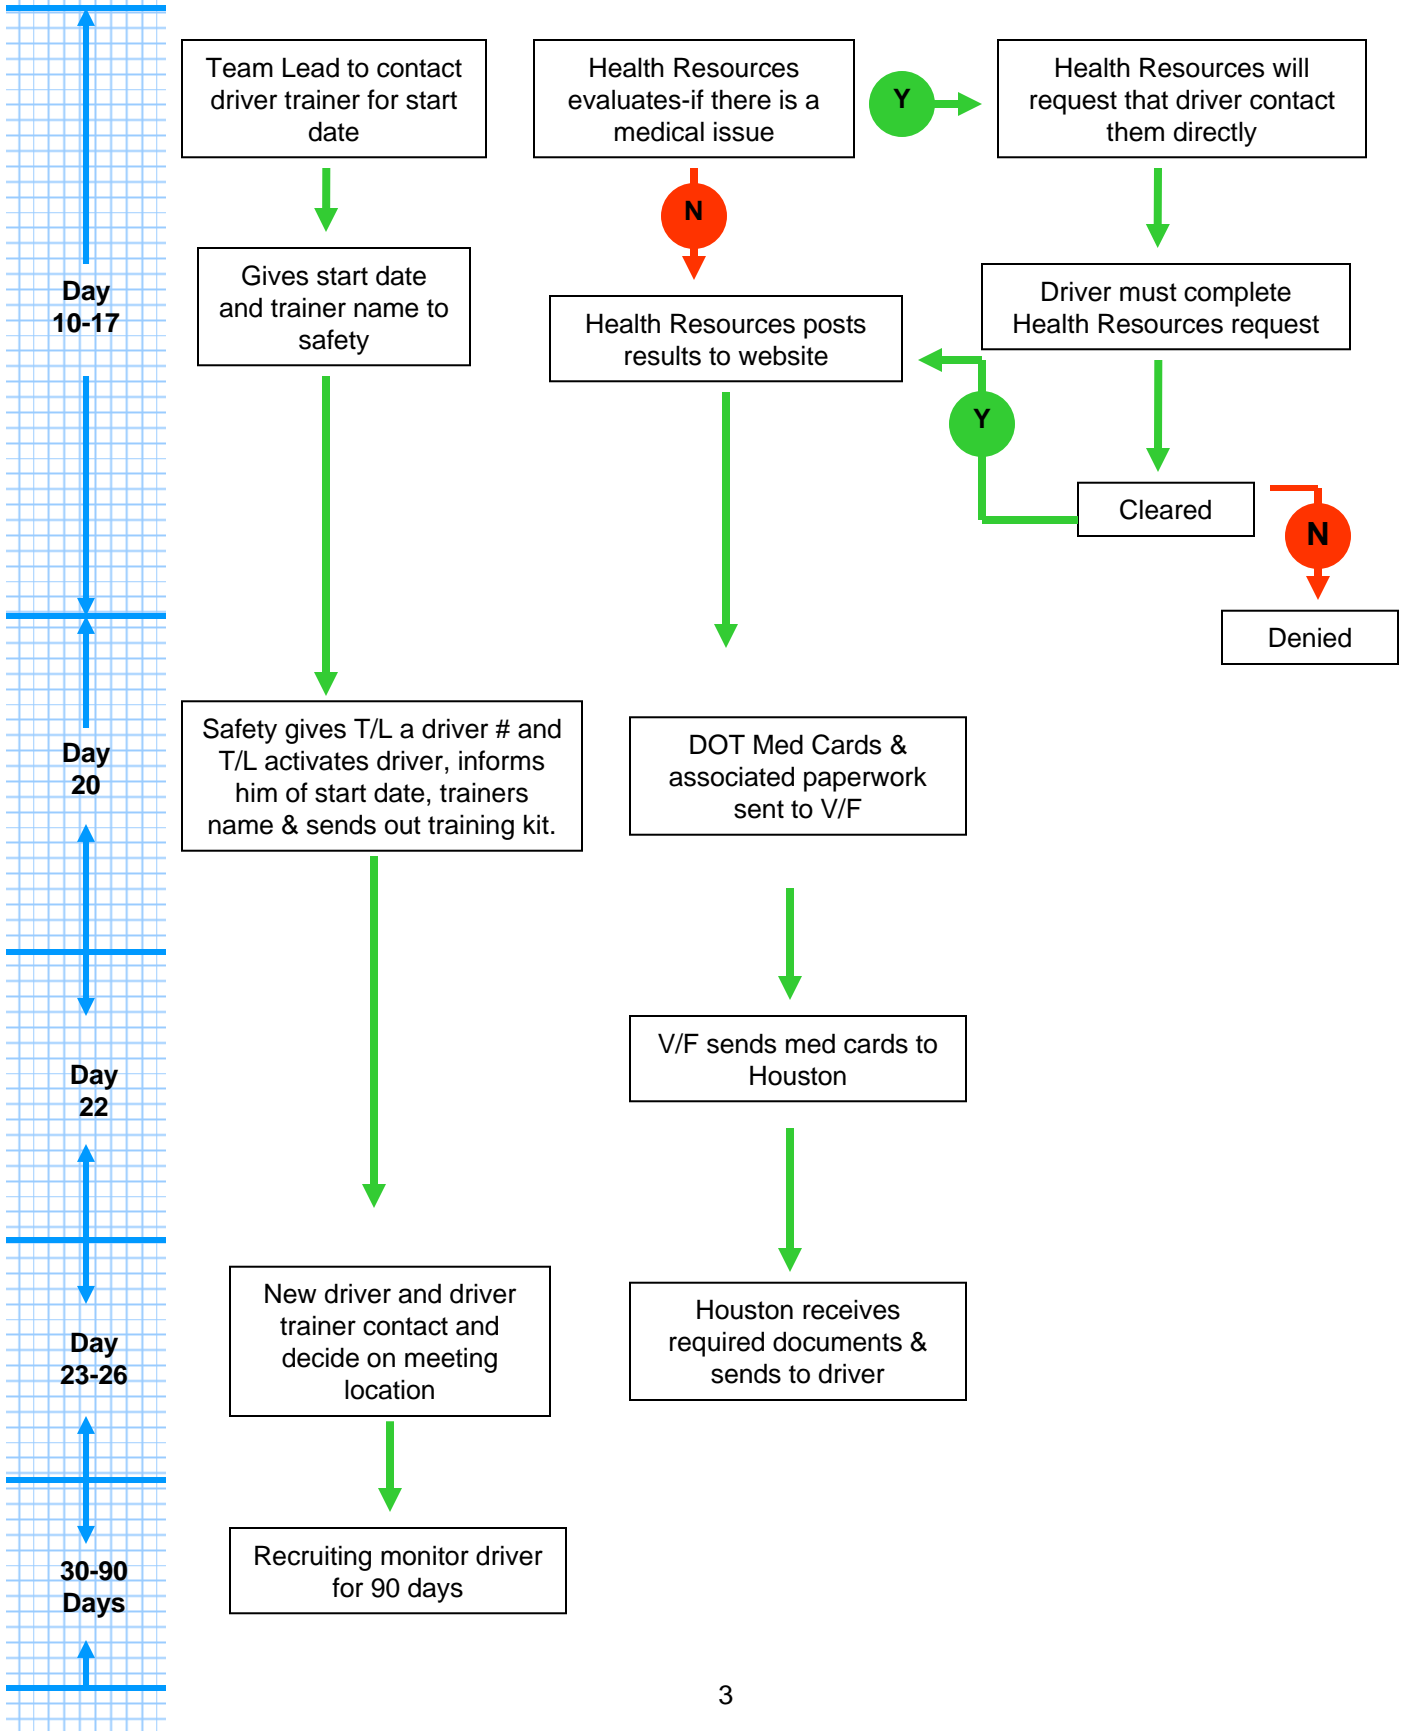 Team Lead to contact
driver trainer for start
date
Health Resources
evaluates-if there is a
medical issue
Y
Health Resources will
request that driver contact
them directly
N
Day
10-17
Gives start date
and trainer name to
safety
Health Resources posts
results to website
Driver must complete
Health Resources request
Y
Cleared
N
Denied
Day
20
Safety gives T/L a driver # and
T/L activates driver, informs
him of start date, trainers
name & sends out training kit.
DOT Med Cards &
associated paperwork
sent to V/F
Day
22
V/F sends med cards to
Houston
Day
23-26
New driver and driver
trainer contact and
decide on meeting
location
Houston receives
required documents &
sends to driver
30-90
Days
Recruiting monitor driver
for 90 days
3